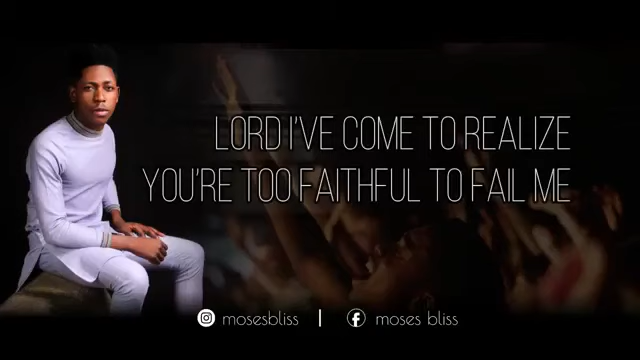 LORD I'VE COME TO REALIZE
YOU'RE TOO FAITHFUL TO FAIL ME
mosesbliss | moses bliss